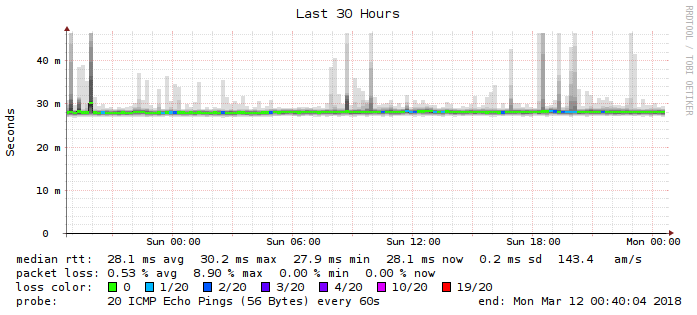 Last 30 Hours
RRDTOOL / TOBI OETIKER
Seconds
40 m
30 m
20 m
10 m
0
Sun 00:00 Sun 06:00 Sun 12:00 Sun 18:00 Mon 00:00
median rtt: 28.1 ms avg 30.2 ms max 27.9 ms min 28.1 ms now 0.2 ms sd 143.4 am/s
packet loss: 0.53 % avg 8.90 % max 0.00 % min 0.00 % now
loss color: 0 1/20 2/20 3/20 4/20 10/20 19/20
probe: 20 ICMP Echo Pings (56 Bytes) every 60s end: Mon Mar 12 00:40:04 2018